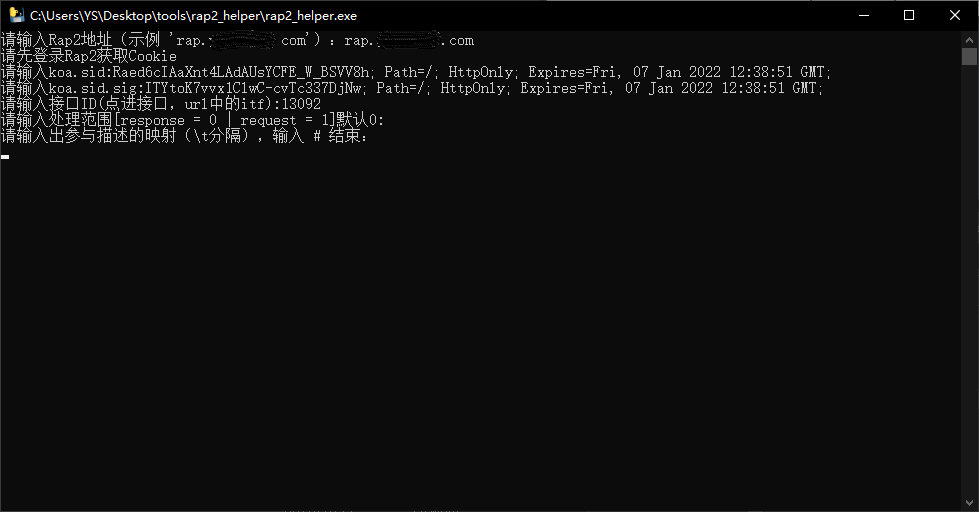 C:\Users\YS\Desktop\tools\rap2_helper\rap2_helper.exe
请输入Rap2地址（示例 'rap. com'）：rap. .com
请先登录Rap2获取Cookie
请输入koa.sid:Raed6cIAaXnt4LAdAUsYCFE_W_BSVV8h; Path=/; HttpOnly; Expires=Fri, 07 Jan 2022 12:38:51 GMT;
请输入koa.sid.sig:ITYtoK7vvx1C1wC-cvTc337DjNw; Path=/; HttpOnly; Expires=Fri, 07 Jan 2022 12:38:51 GMT;
请输入接口ID(点进接口，url中的itf):13092
请输入处理范围[response = 0 | request = 1]默认0:
请输入出参与描述的映射（\t分隔），输入 # 结束：